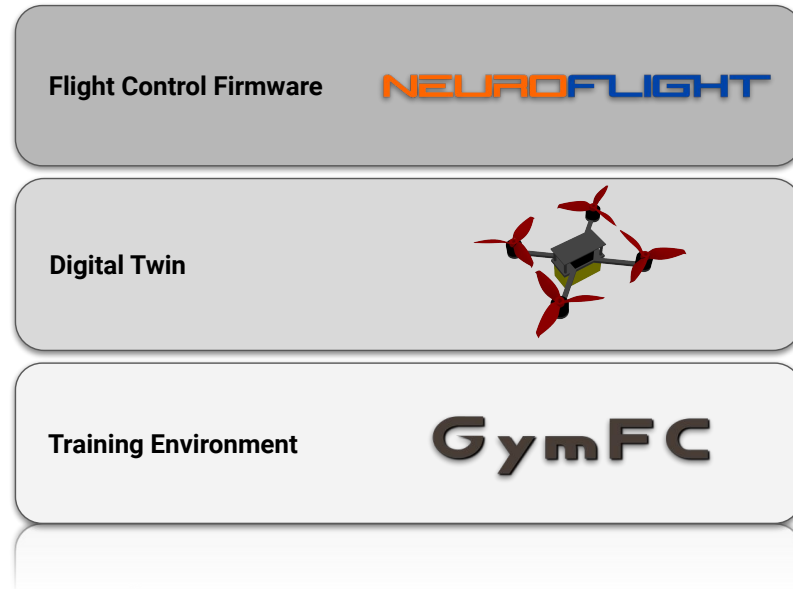 Flight Control Firmware
NEUROFLIGHT
Digital Twin
Training Environment
GymFC